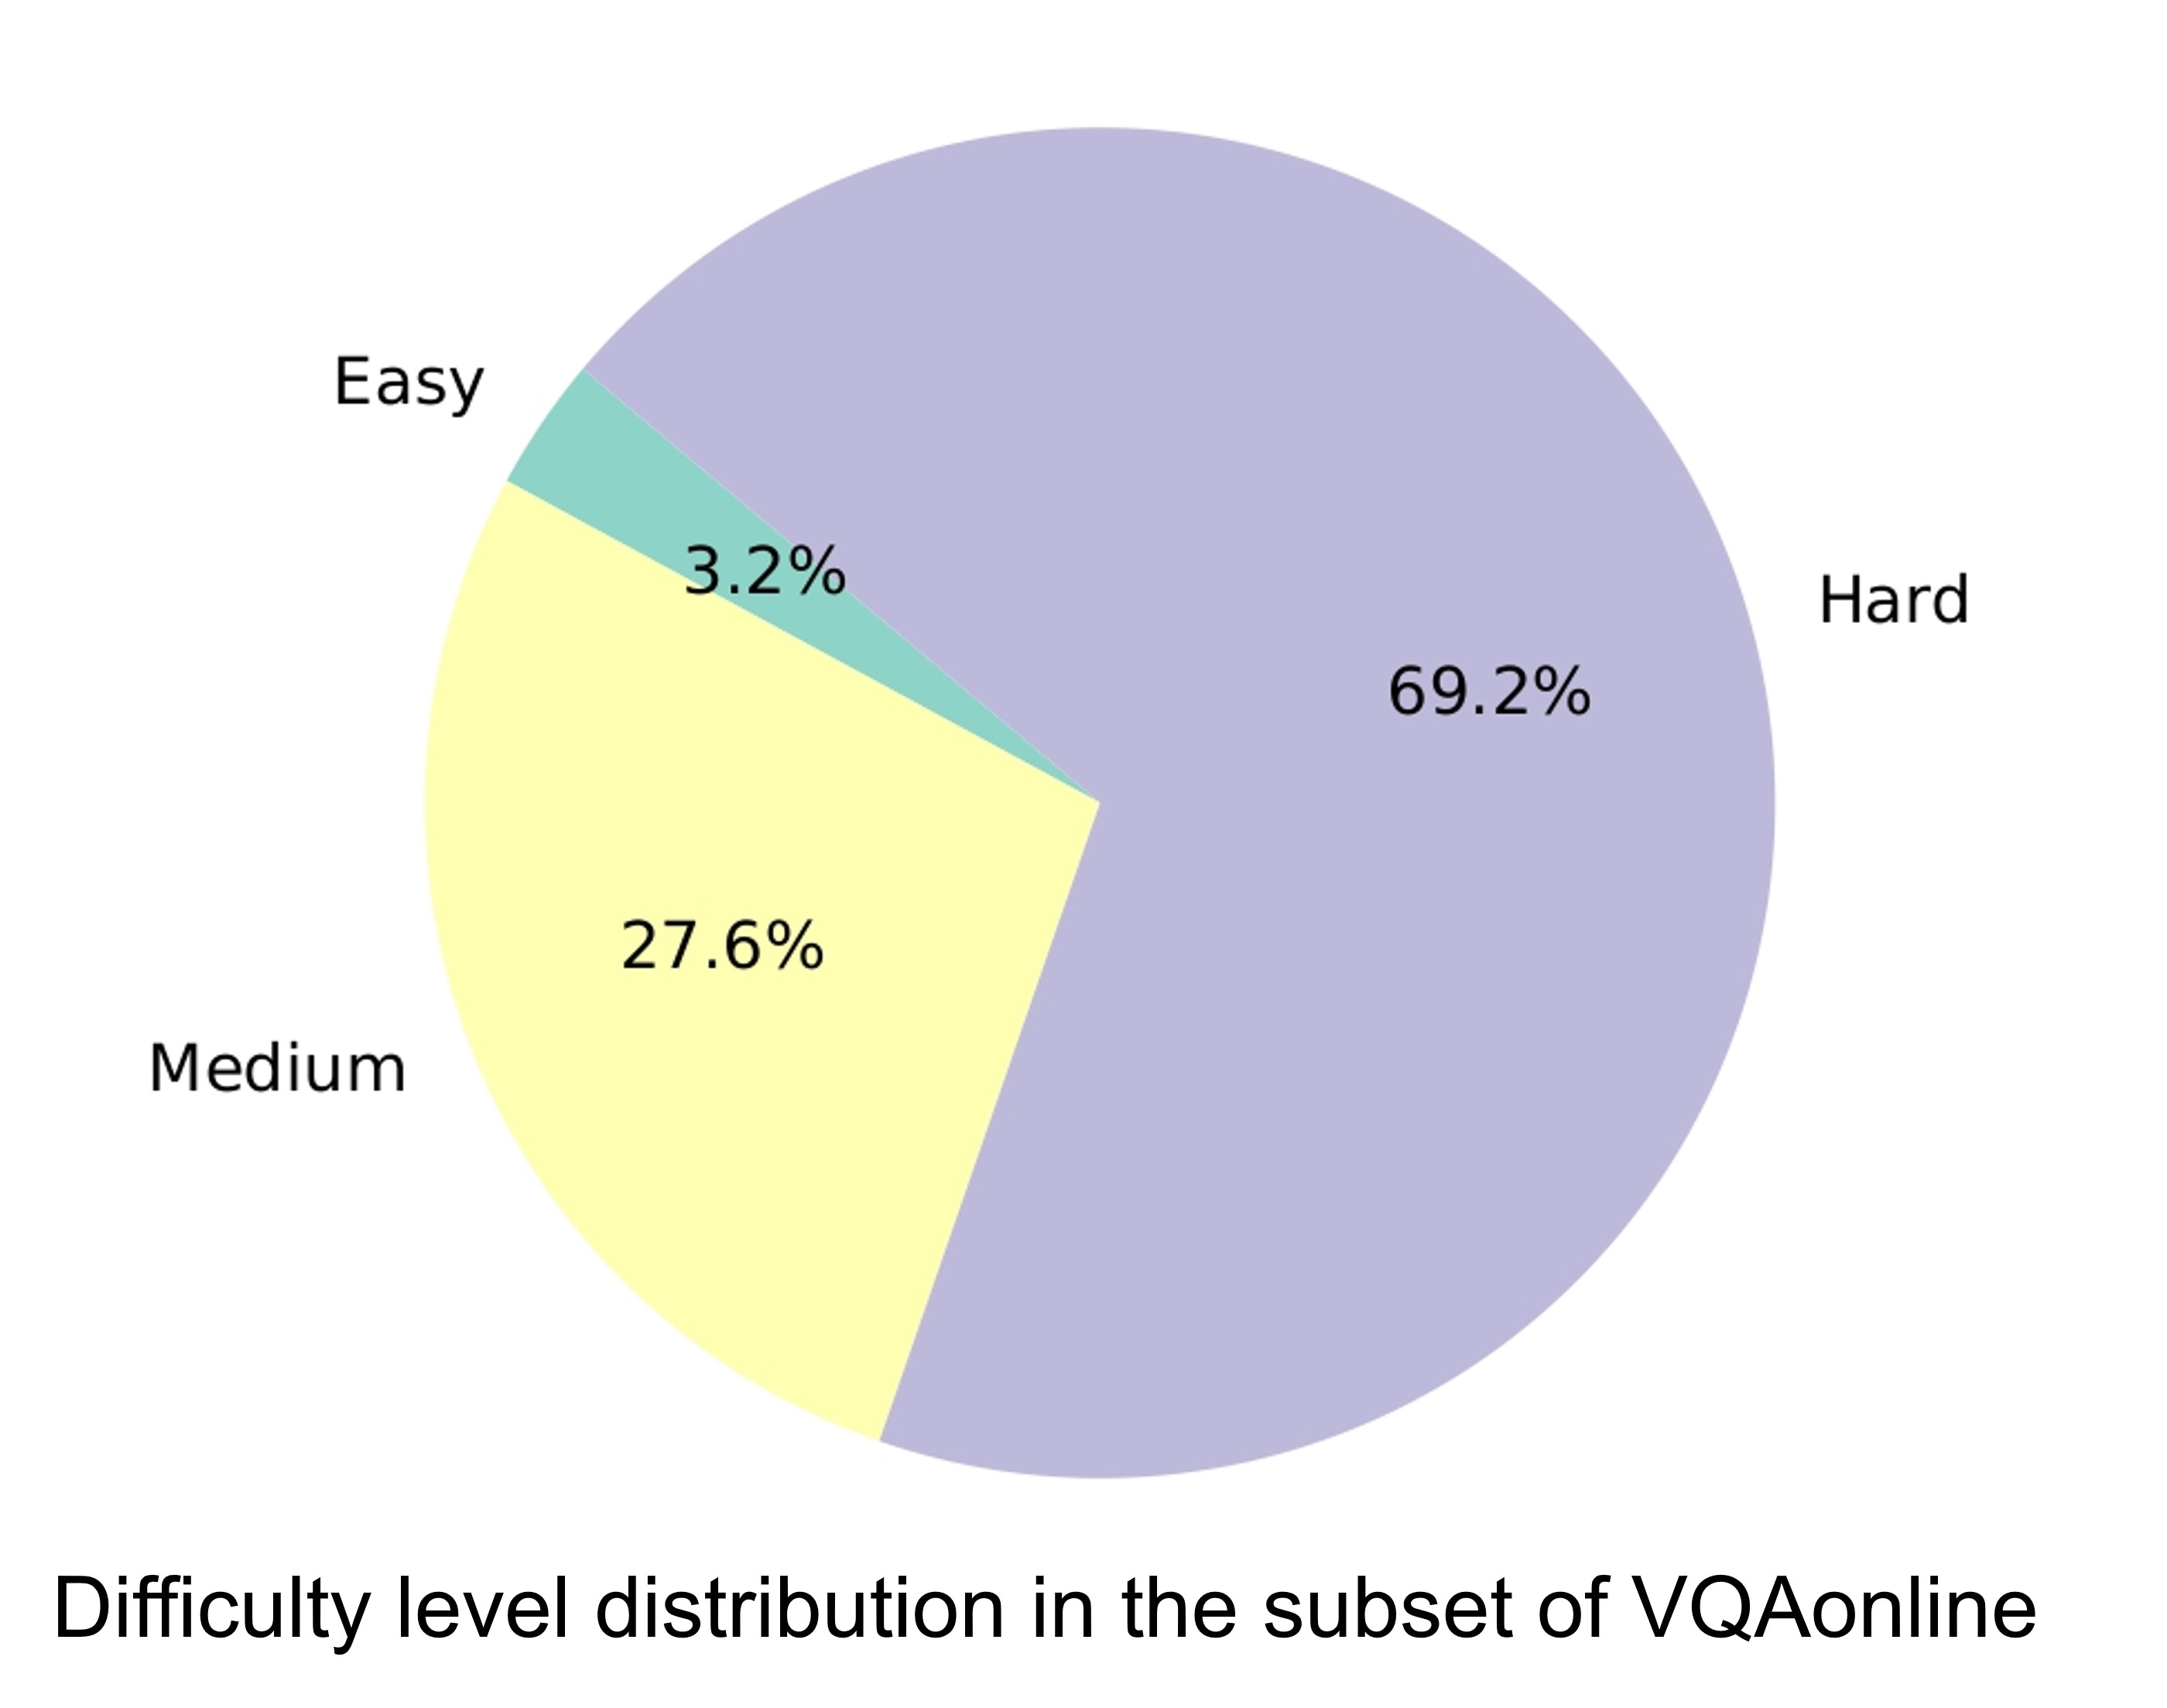 Easy
3.2%
Hard
69.2%
27.6%
Medium
Difficulty level distribution in the subset of VQAonline